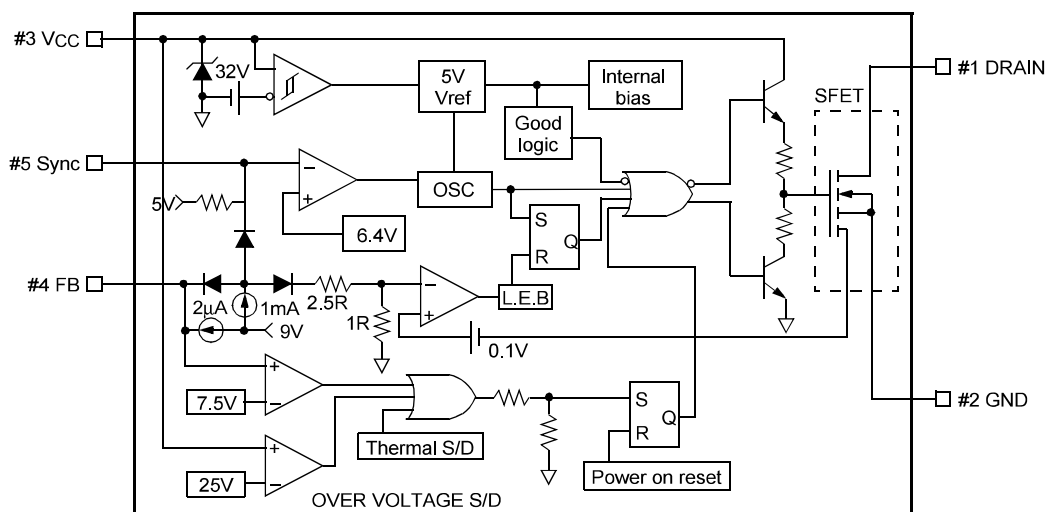 #3 VCC
32V
5V
Vref
Internal
bias
Good
logic
#1 DRAIN
SFET
#5 Sync
5V
6.4V
OSC
S
R
Q
#4 FB
2μA
1mA
9V
2.5R
1R
L.E.B
0.1V
7.5V
25V
Thermal S/D
S
R
Q
Power on reset
#2 GND
OVER VOLTAGE S/D
+
−
+
−
+
−
+
−